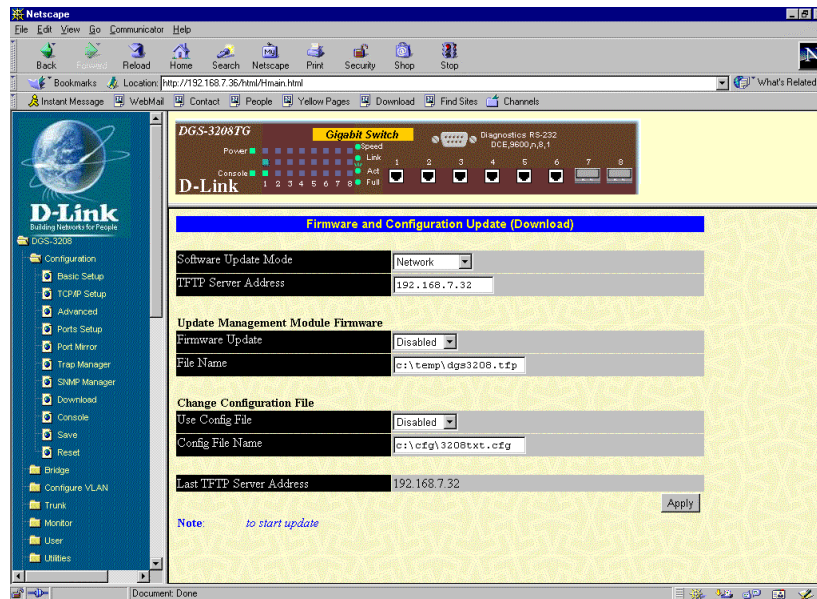 Netscape
File Edit View Go Communicator Help
Back Forward Reload Home Search Netscape Print Security Shop Stop
Bookmarks Location: http://192.168.7.36/html/Hmain.html What's Related
Instant Message WebMail Contact People Yellow Pages Download Find Sites Channels
DGS-3208TG
Gigabit Switch
Diagnostics RS-232
DCE,9600,n,8,1
Power
Speed
Link
Console
Act
Full
D-Link
1 2 3 4 5 6 7 8
1 2 3 4 5 6 7 8
D-Link
Building Networks for People
DGS-3208
Configuration
Basic Setup
TCP/IP Setup
Advanced
Ports Setup
Port Mirror
Trap Manager
SNMP Manager
Download
Console
Save
Reset
Bridge
Configure VLAN
Trunk
Monitor
User
Utilities
Firmware and Configuration Update (Download)
Software Update Mode Network
TFTP Server Address 192.168.7.32
Update Management Module Firmware
Firmware Update Disabled
File Name c:\temp\dgs3208.tfp
Change Configuration File
Use Config File Disabled
Config File Name c:\cfg\3208txt.cfg
Last TFTP Server Address 192.168.7.32
Apply
Note: to start update
Document: Done